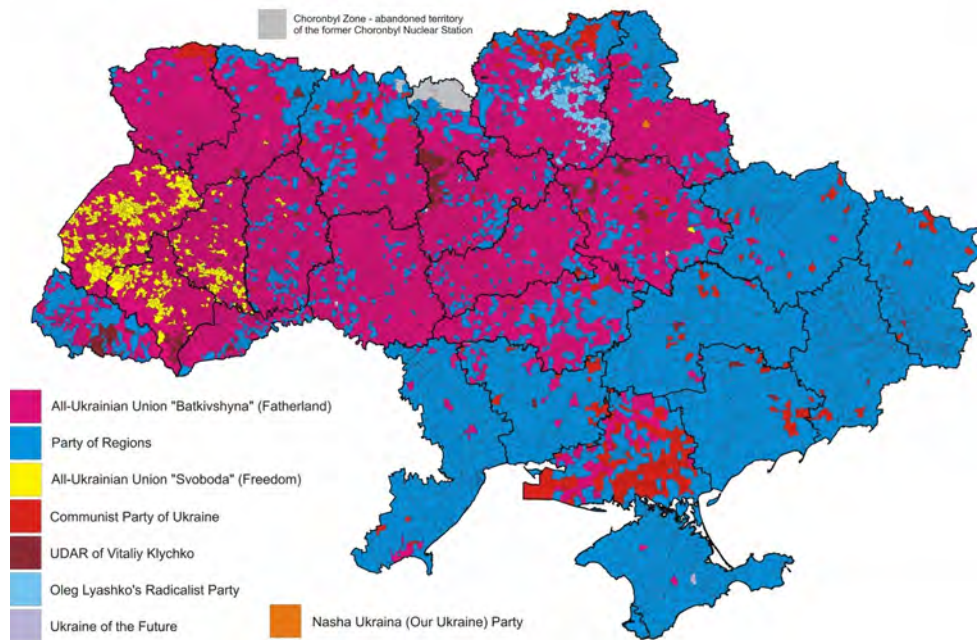 Choronbyl Zone - abandoned territory
of the former Choronbyl Nuclear Station
All-Ukrainian Union "Batkivshyna" (Fatherland)
Party of Regions
All-Ukrainian Union "Svoboda" (Freedom)
Communist Party of Ukraine
UDAR of Vitaliy Klychko
Oleg Lyashko's Radicalist Party
Ukraine of the Future
Nasha Ukraina (Our Ukraine) Party